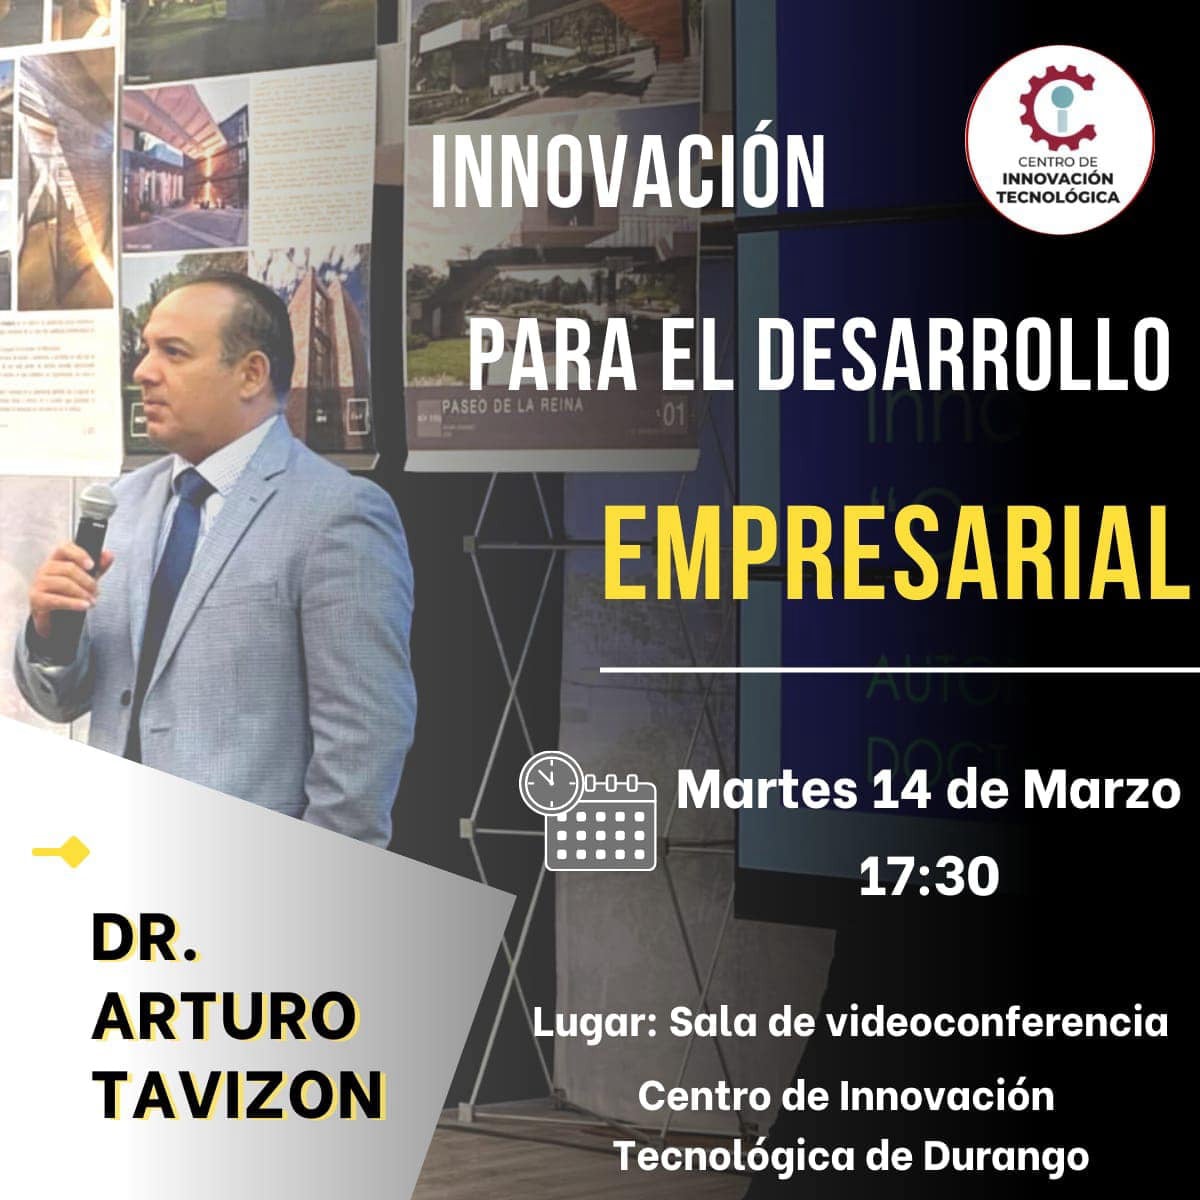 INNOVACIÓN
PARA EL DESARROLLO
EMPRESARIAL
CENTRO DE
INNOVACIÓN
TECNOLÓGICA
PASEO DE LA REINA
01
Martes 14 de Marzo
17:30
DR.
ARTURO
TAVIZON
Lugar: Sala de videoconferencia
Centro de Innovación
Tecnológica de Durango